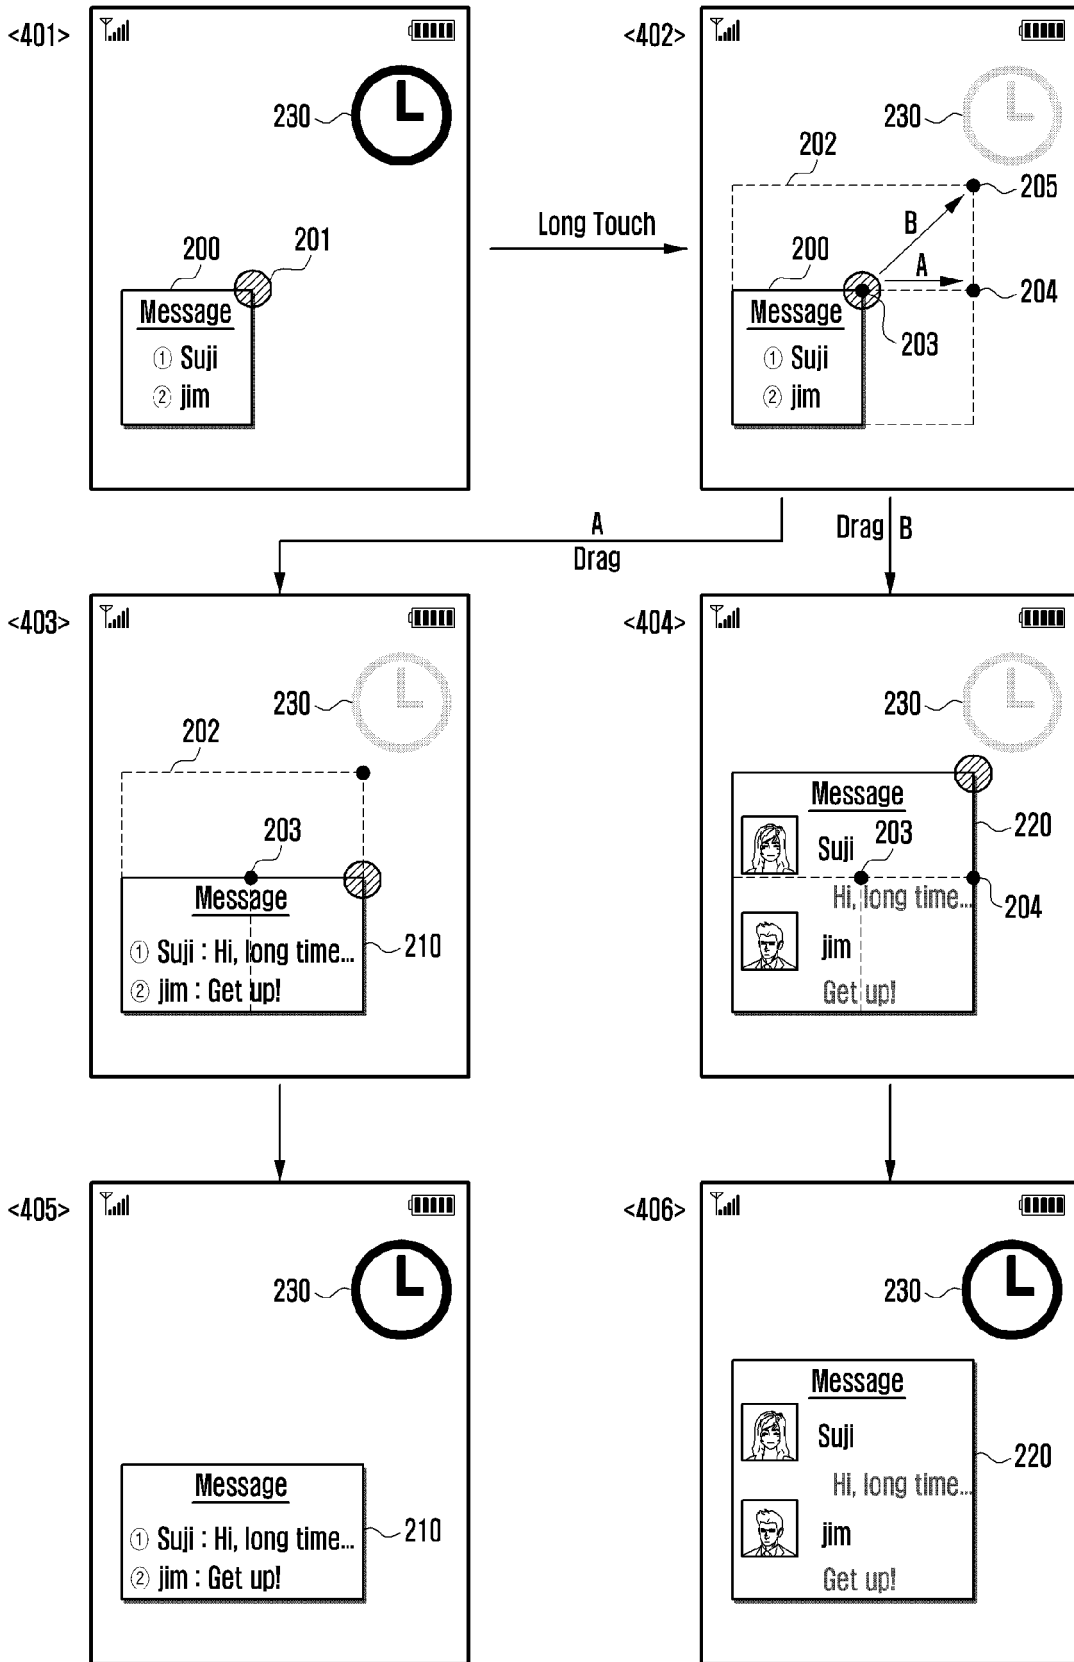 <401>
230
200
201
Message
① Suji
② jim
Long Touch
<402>
230
202
205
B
200
A
204
Message
203
① Suji
② jim
A
Drag
Drag B
<403>
230
202
203
Message
① Suji : Hi, long time...
210
② jim : Get up!
<404>
230
Message
220
203
Suji
Hi, long time...
204
jim
Get up!
<405>
230
Message
① Suji : Hi, long time...
210
② jim : Get up!
<406>
230
Message
Suji
220
Hi, long time...
jim
Get up!